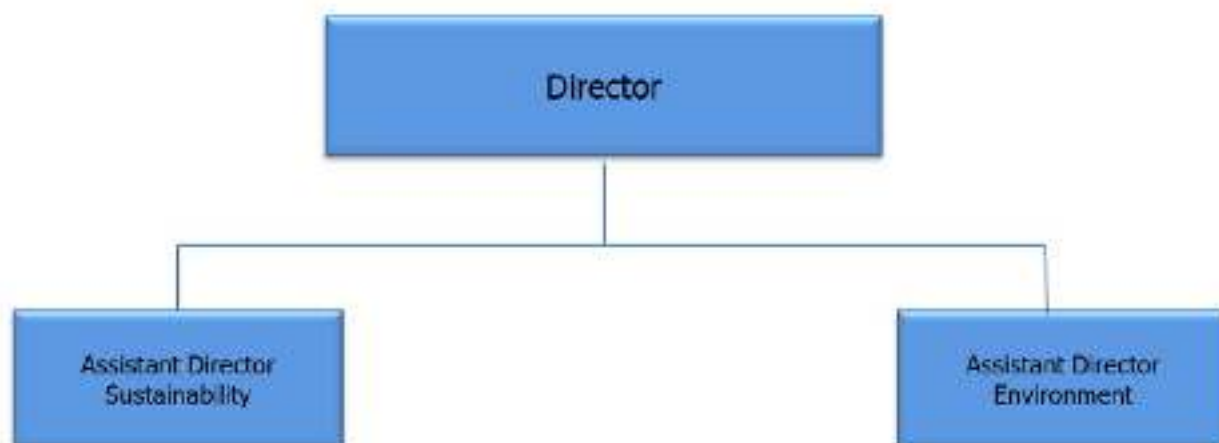 Director
Assistant Director
Sustainability
Assistant Director
Environment